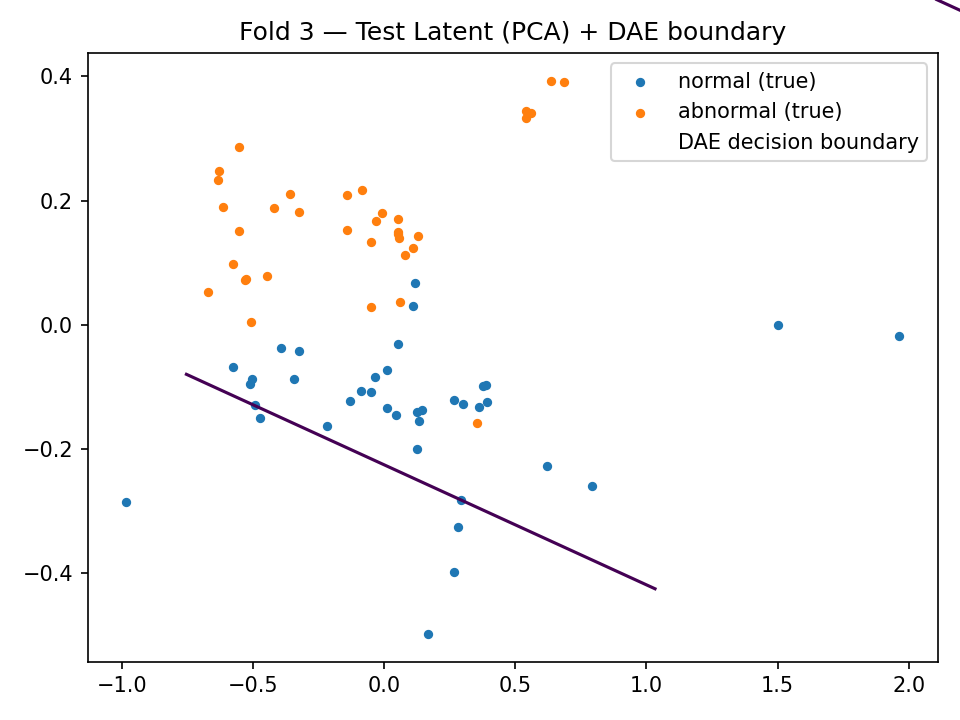 Fold 3 — Test Latent (PCA) + DAE boundary
normal (true)
abnormal (true)
DAE decision boundary
0.4
0.2
0.0
−0.2
−0.4
−1.0 −0.5 0.0 0.5 1.0 1.5 2.0